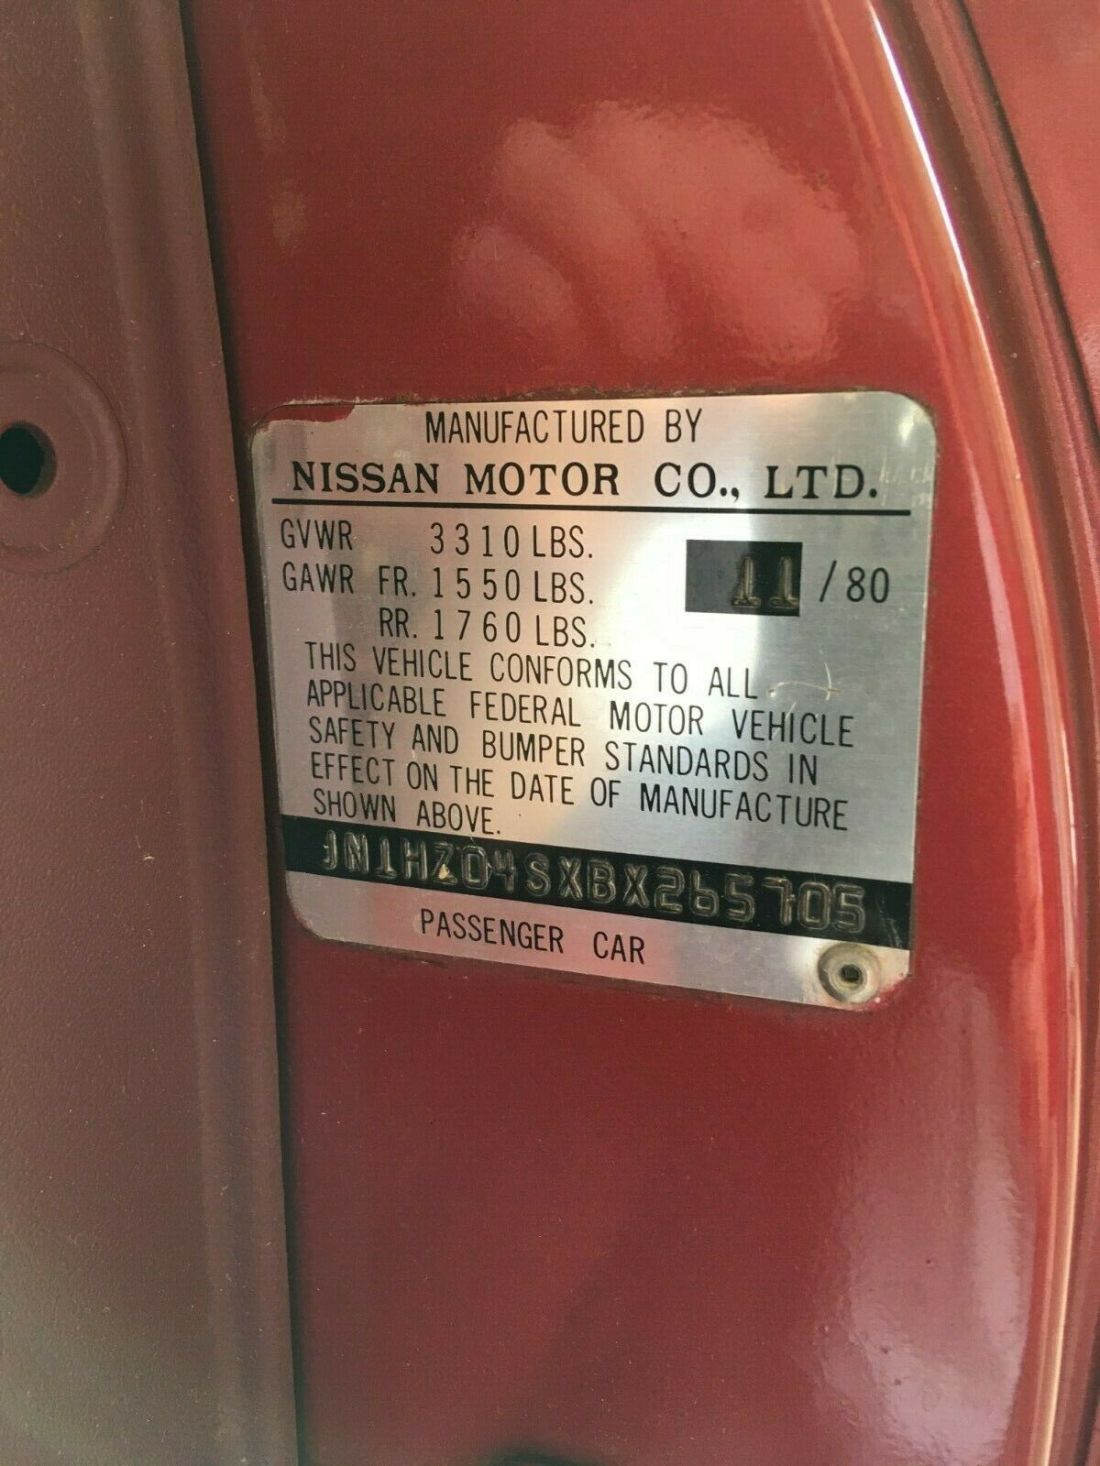 MANUFACTURED BY
NISSAN MOTOR CO., LTD.
GVWR 3310 LBS.
GAWR FR. 1550 LBS. 11 / 80
RR. 1760 LBS.
THIS VEHICLE CONFORMS TO ALL
APPLICABLE FEDERAL MOTOR VEHICLE
SAFETY AND BUMPER STANDARDS IN
EFFECT ON THE DATE OF MANUFACTURE
SHOWN ABOVE.
JN1HZ04SXBX265705
PASSENGER CAR